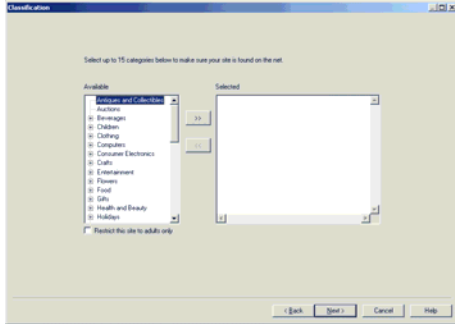 Classification
Select up to 15 categories below to make sure your site is found on the net.
Available
Selected
Antiques and Collectibles
Auctions
Beverages
Children
Clothing
Computers
Consumer Electronics
Crafts
Entertainment
Flowers
Food
Gifts
Health and Beauty
Holidays
>>
<<
Restrict this site to adults only
< Back
Next >
Cancel
Help